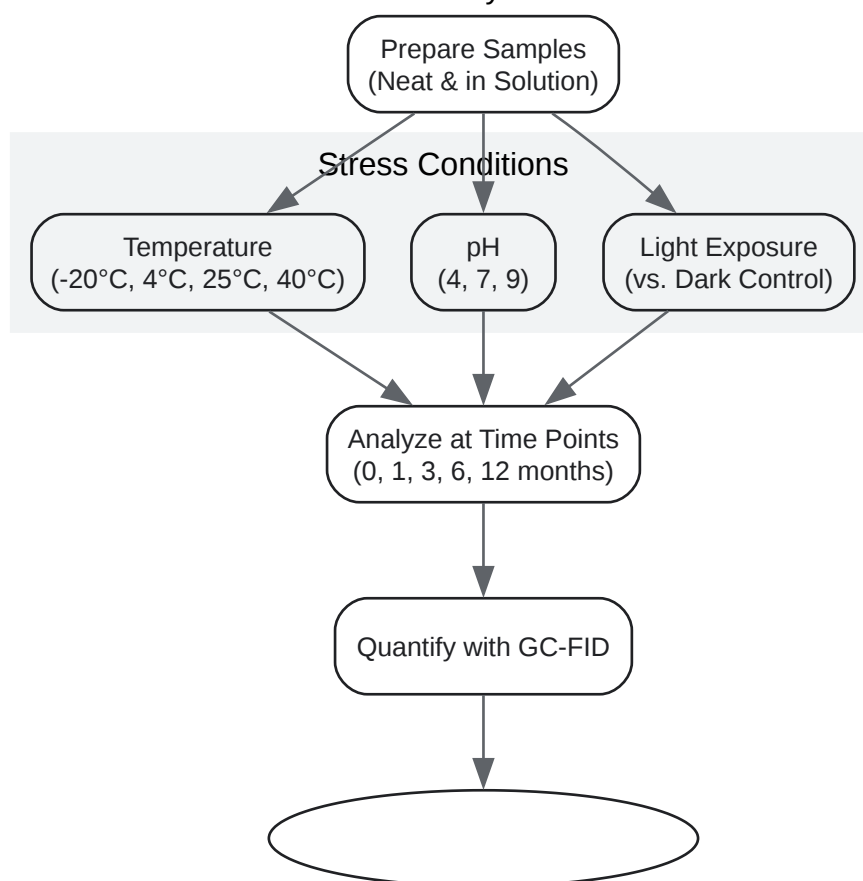 Prepare Samples
(Neat & in Solution)
Stress Conditions
Temperature
(-20°C, 4°C, 25°C, 40°C)
pH
(4, 7, 9)
Light Exposure
(vs. Dark Control)
Analyze at Time Points
(0, 1, 3, 6, 12 months)
Quantify with GC-FID